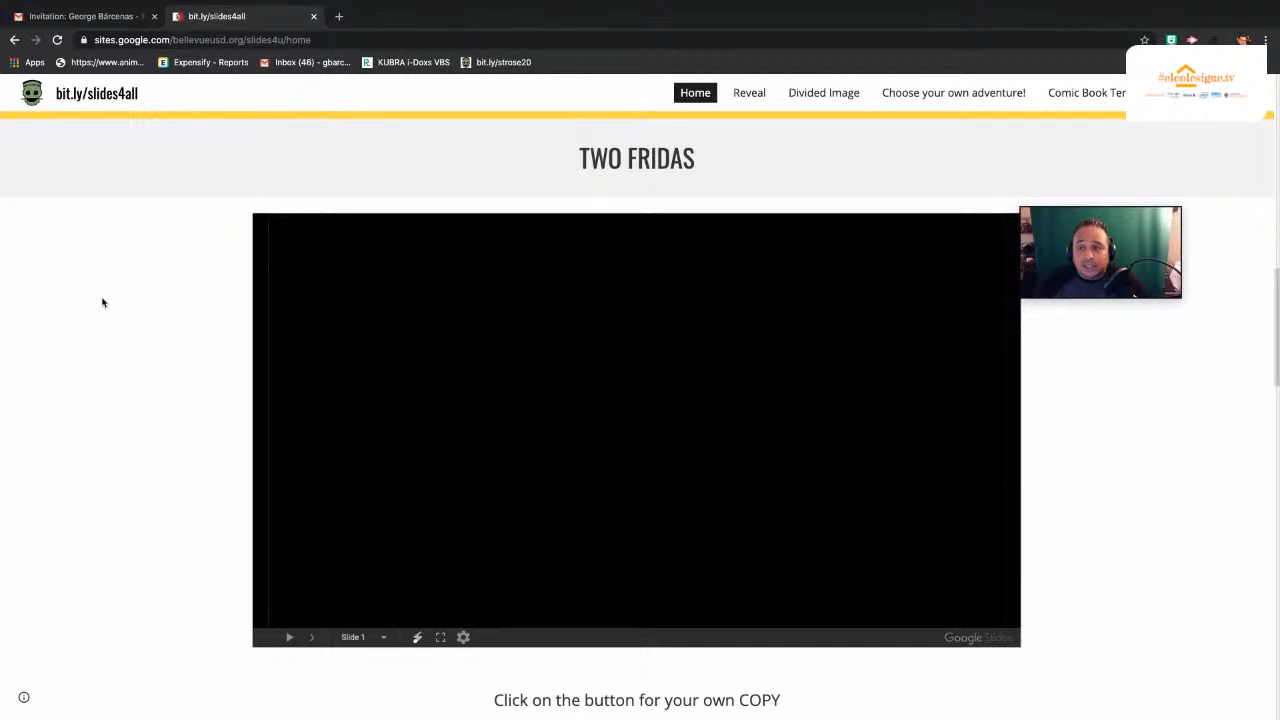 Invitation: George Bárcenas - I
bit.ly/slides4all
sites.google.com/bellevueusd.org/slides4u/home
Apps
https://www.anim...
Expensify - Reports
Inbox (46) - gbarc...
KUBRA i-Doxs VBS
bit.ly/strose20
bit.ly/slides4all
Home
Reveal
Divided Image
Choose your own adventure!
Comic Book Ter
#elcolesigue.tv
TWO FRIDAS
Slide 1
Google Slides
Click on the button for your own COPY